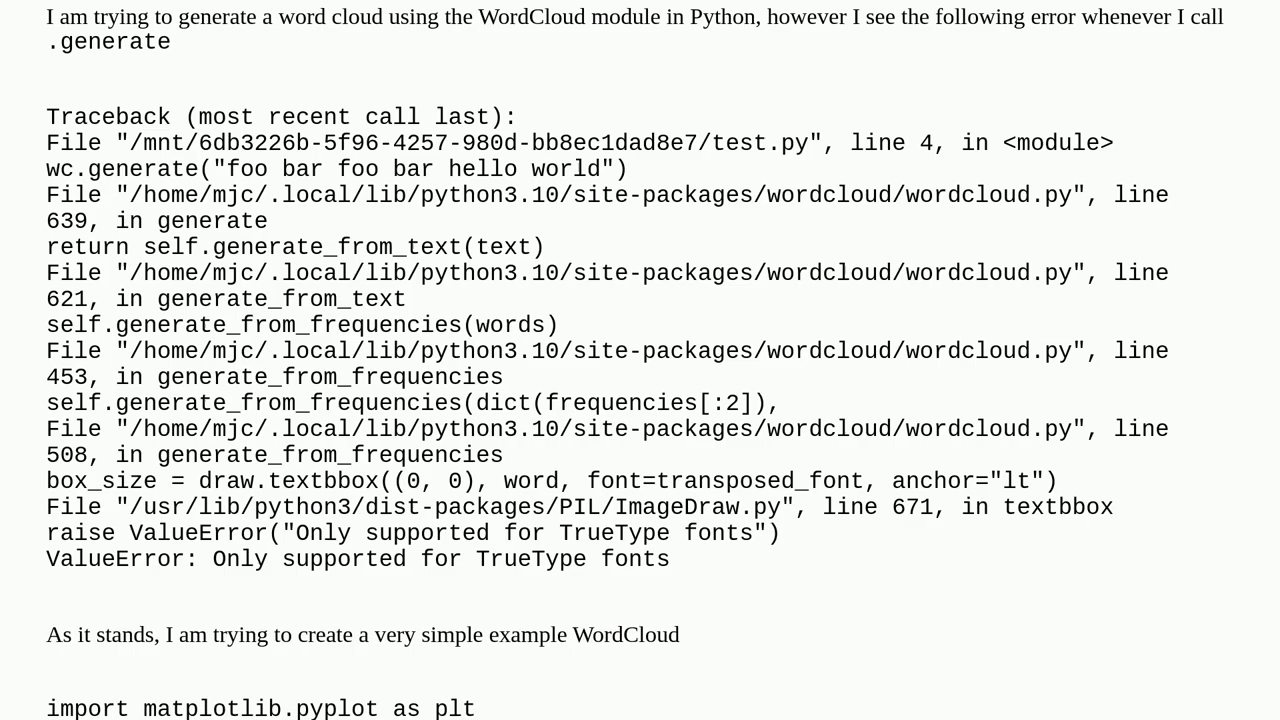 I am trying to generate a word cloud using the WordCloud module in Python, however I see the following error whenever I call
.generate
Traceback (most recent call last):
File "/mnt/6db3226b-5f96-4257-980d-bb8ec1dad8e7/test.py", line 4, in <module>
wc.generate("foo bar foo bar hello world")
File "/home/mjc/.local/lib/python3.10/site-packages/wordcloud/wordcloud.py", line
639, in generate
return self.generate_from_text(text)
File "/home/mjc/.local/lib/python3.10/site-packages/wordcloud/wordcloud.py", line
621, in generate_from_text
self.generate_from_frequencies(words)
File "/home/mjc/.local/lib/python3.10/site-packages/wordcloud/wordcloud.py", line
453, in generate_from_frequencies
self.generate_from_frequencies(dict(frequencies[:2]),
File "/home/mjc/.local/lib/python3.10/site-packages/wordcloud/wordcloud.py", line
508, in generate_from_frequencies
box_size = draw.textbbox((0, 0), word, font=transposed_font, anchor="lt")
File "/usr/lib/python3/dist-packages/PIL/ImageDraw.py", line 671, in textbbox
raise ValueError("Only supported for TrueType fonts")
ValueError: Only supported for TrueType fonts
As it stands, I am trying to create a very simple example WordCloud
import matplotlib.pyplot as plt